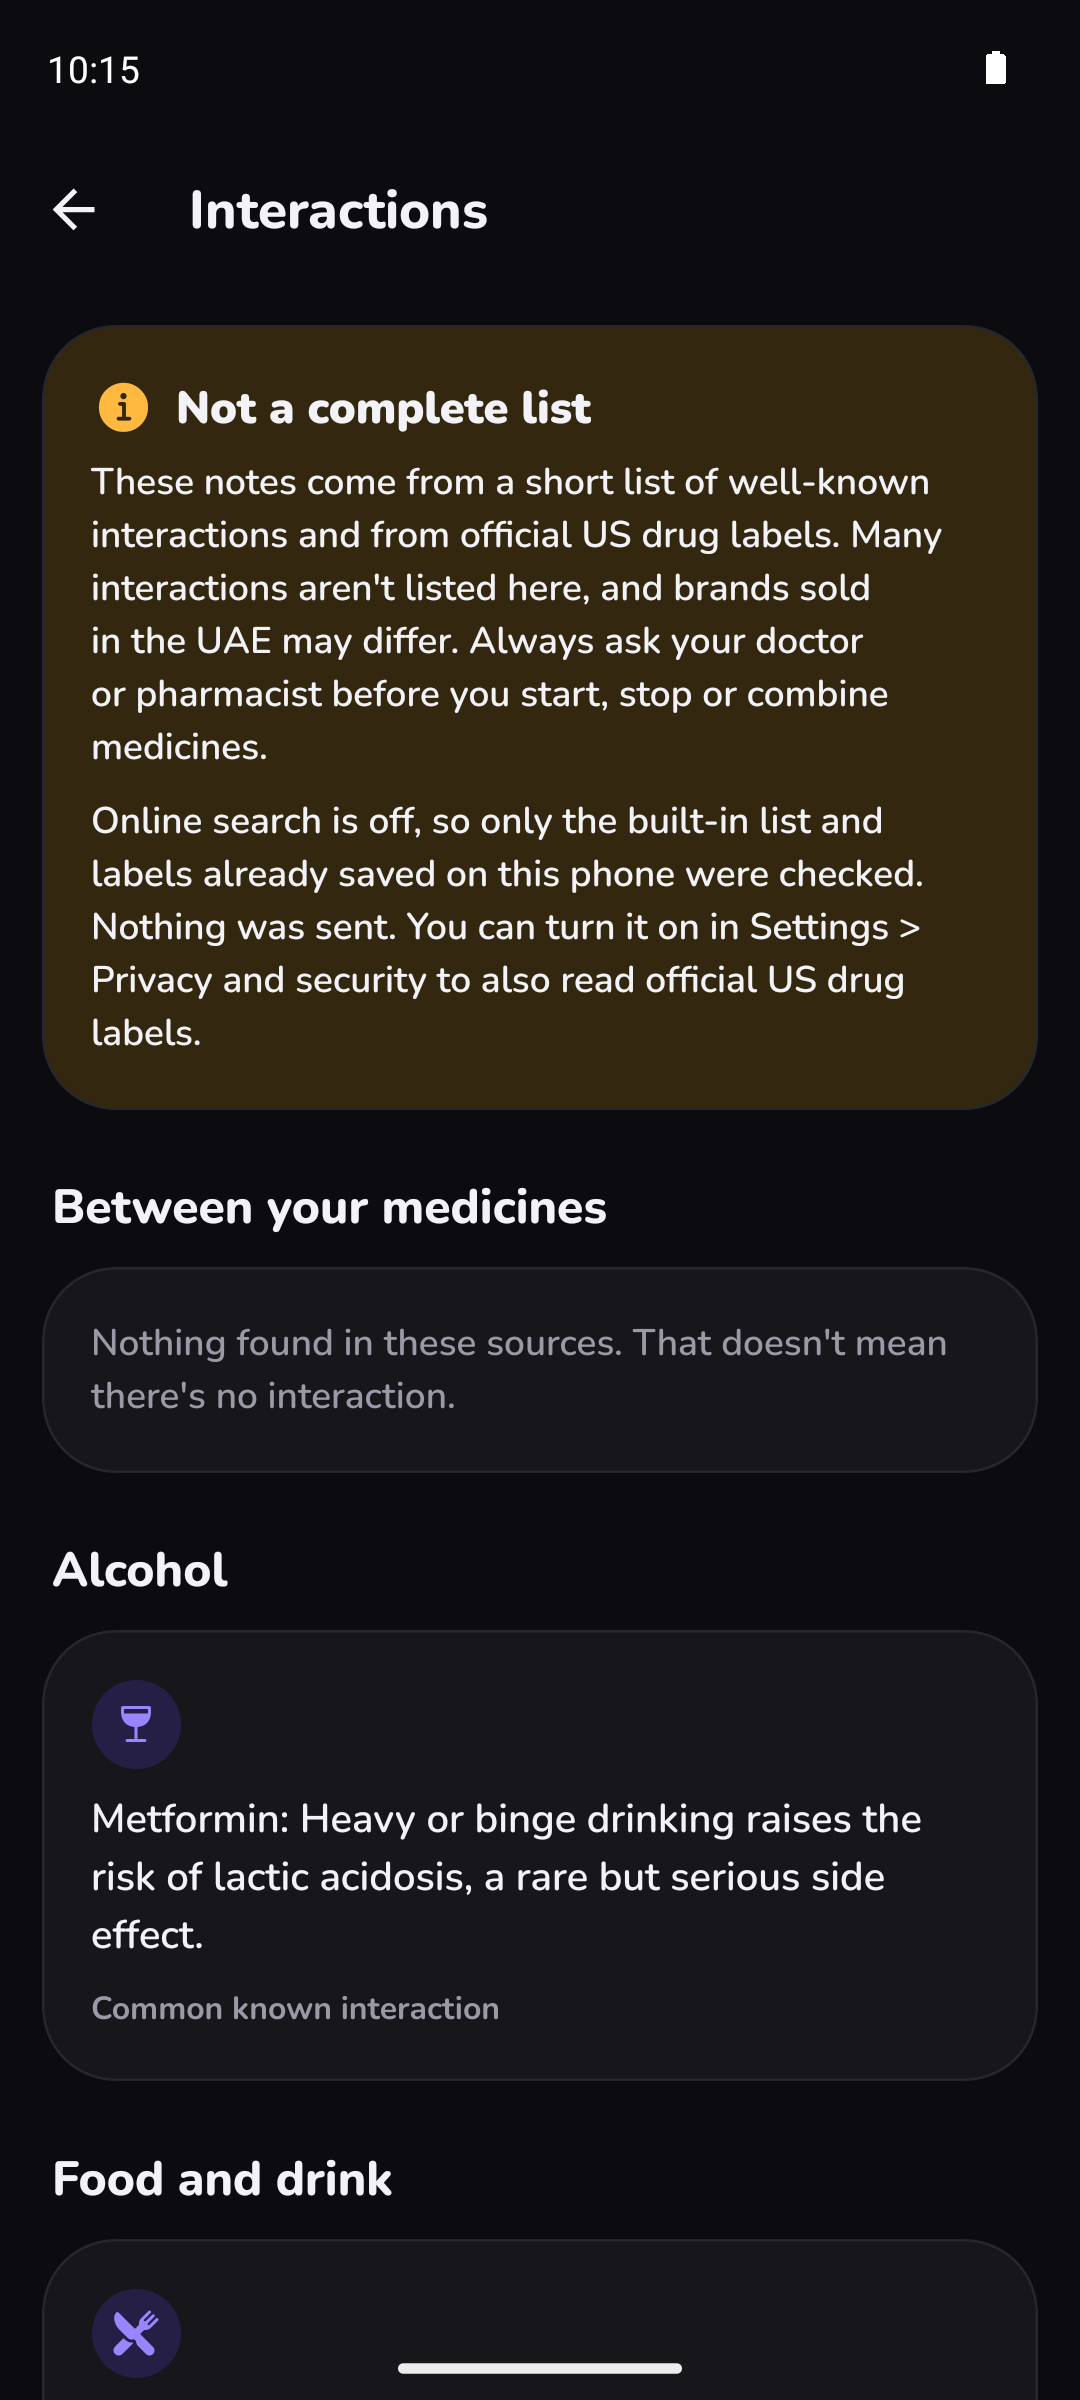 10:15
Interactions
Not a complete list
These notes come from a short list of well-known
interactions and from official US drug labels. Many
interactions aren't listed here, and brands sold
in the UAE may differ. Always ask your doctor
or pharmacist before you start, stop or combine
medicines.
Online search is off, so only the built-in list and
labels already saved on this phone were checked.
Nothing was sent. You can turn it on in Settings >
Privacy and security to also read official US drug
labels.
Between your medicines
Nothing found in these sources. That doesn't mean
there's no interaction.
Alcohol
Metformin: Heavy or binge drinking raises the
risk of lactic acidosis, a rare but serious side
effect.
Common known interaction
Food and drink